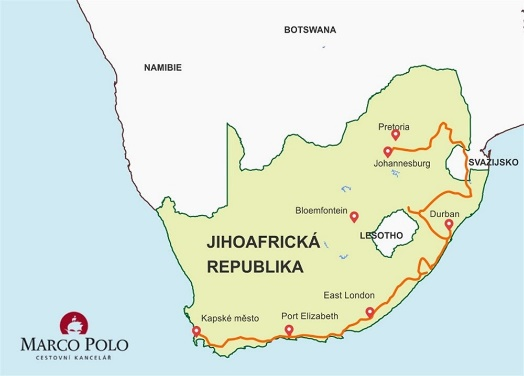 BOTSWANA
NAMIBIE
Pretoria
Johannesburg
SVAZIJSKO
Bloemfontein
Durban
LESOTHO
JIHOAFRICKÁ
REPUBLIKA
East London
Kapské město
Port Elizabeth
MARCO POLO
CESTOVNÍ KANCELÁŘ